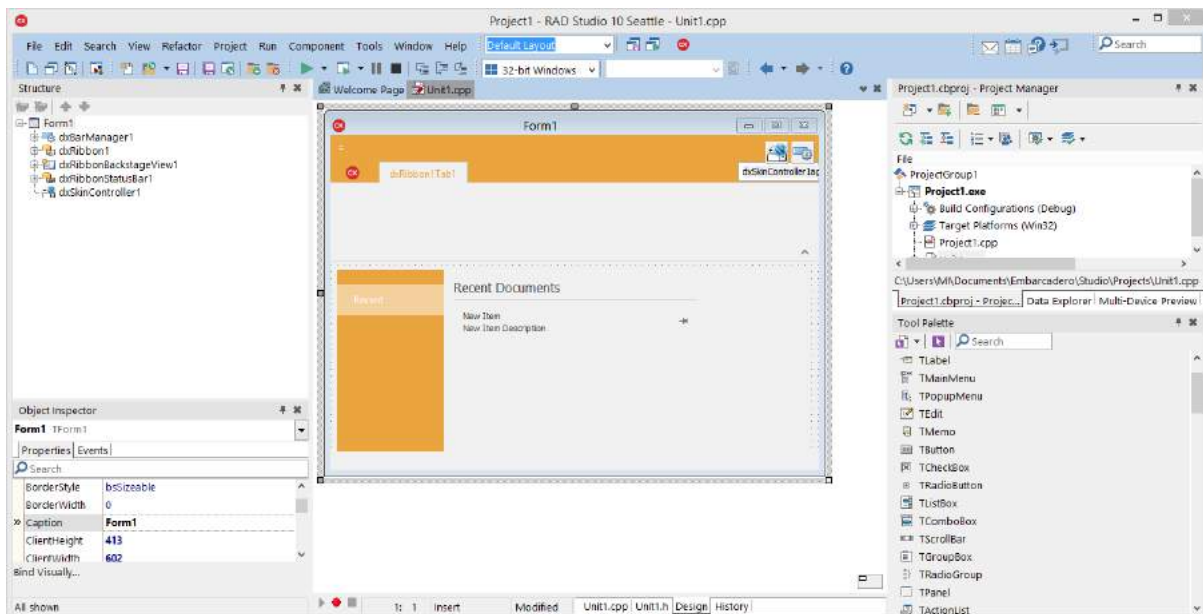 Project1 - RAD Studio 10 Seattle - Unit1.cpp
File Edit Search View Refactor Project Run Component Tools Window Help
Default Layout
Search
32-bit Windows
Structure
Form1
dxBarManager1
dxRibbon1
dxRibbonBackstageView1
dxRibbonStatusBar1
dxSkinController1
Object Inspector
Form1 TForm1
Properties Events
Search
BorderStyle bsSizeable
BorderWidth 0
Caption Form1
ClientHeight 413
ClientWidth 602
Bind Visually...
All shown
Welcome Page Unit1.cpp
Form1
dxRibbon1Tab1
dxSkinController1
Recent
Recent Documents
New Item
New Item Description
1: 1 Insert Modified Unit1.cpp Unit1.h Design History
Project1.cbproj - Project Manager
File
ProjectGroup1
Project1.exe
Build Configurations (Debug)
Target Platforms (Win32)
Project1.cpp
C:\Users\MI\Documents\Embarcadero\Studio\Projects\Unit1.cpp
Project1.cbproj - Projec... Data Explorer Multi-Device Preview
Tool Palette
Search
TLabel
TMainMenu
TPopupMenu
TEdit
TMemo
TButton
TCheckBox
TRadioButton
TListBox
TComboBox
TScrollBar
TGroupBox
TRadioGroup
TPanel
TActionList